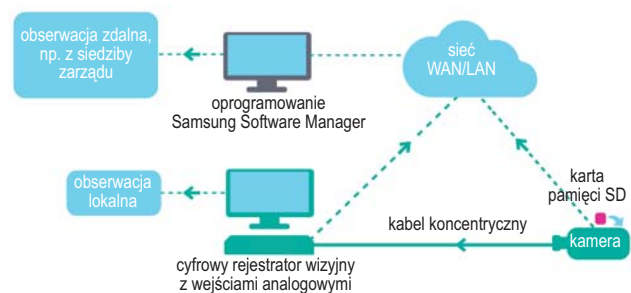 obserwacja zdalna,
np. z siedziby
zarządu
sieć
WAN/LAN
oprogramowanie
Samsung Software Manager
obserwacja
lokalna
karta
pamięci SD
kabel koncentryczny
kamera
cyfrowy rejestrator wizyjny
z wejściami analogowymi